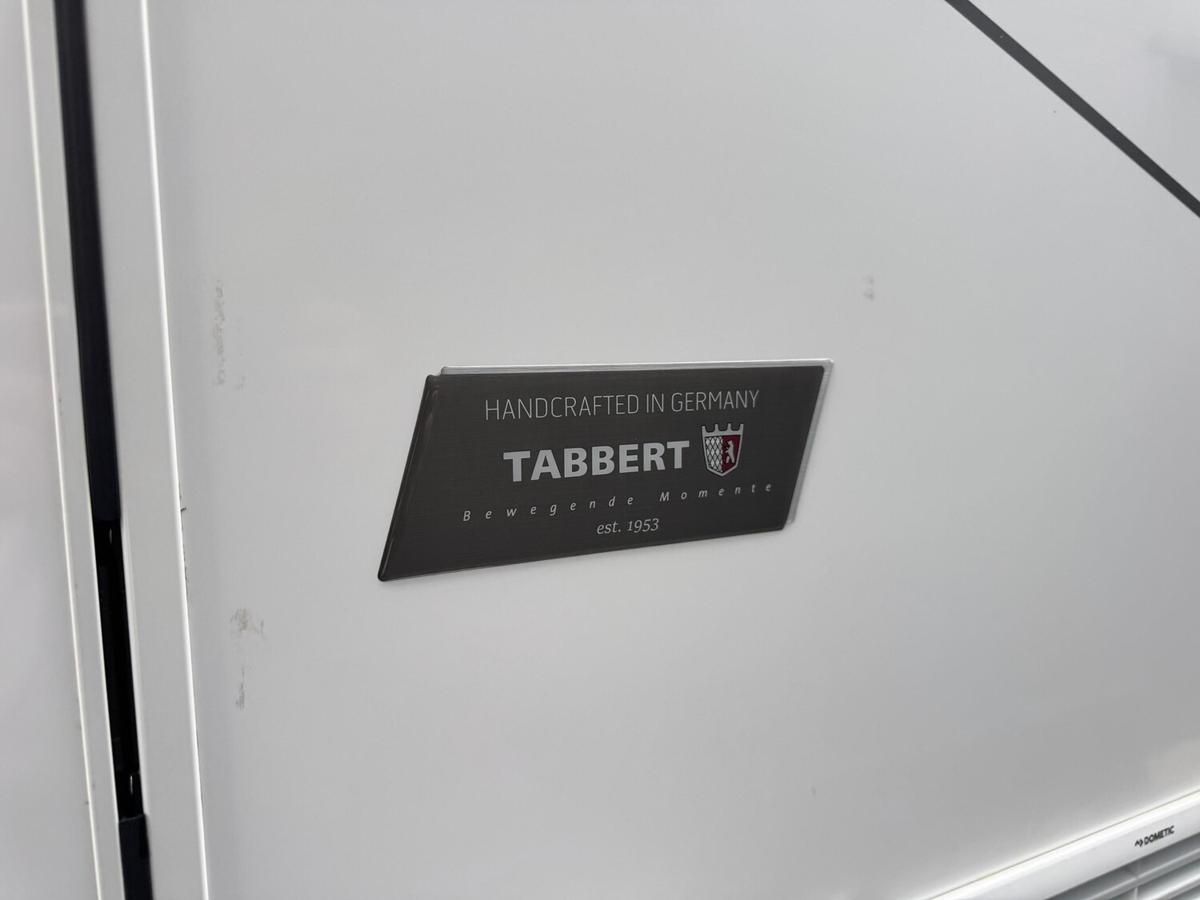 HANDCRAFTED IN GERMANY
TABBERT
Bewegende Momente
est. 1953
DOMETIC